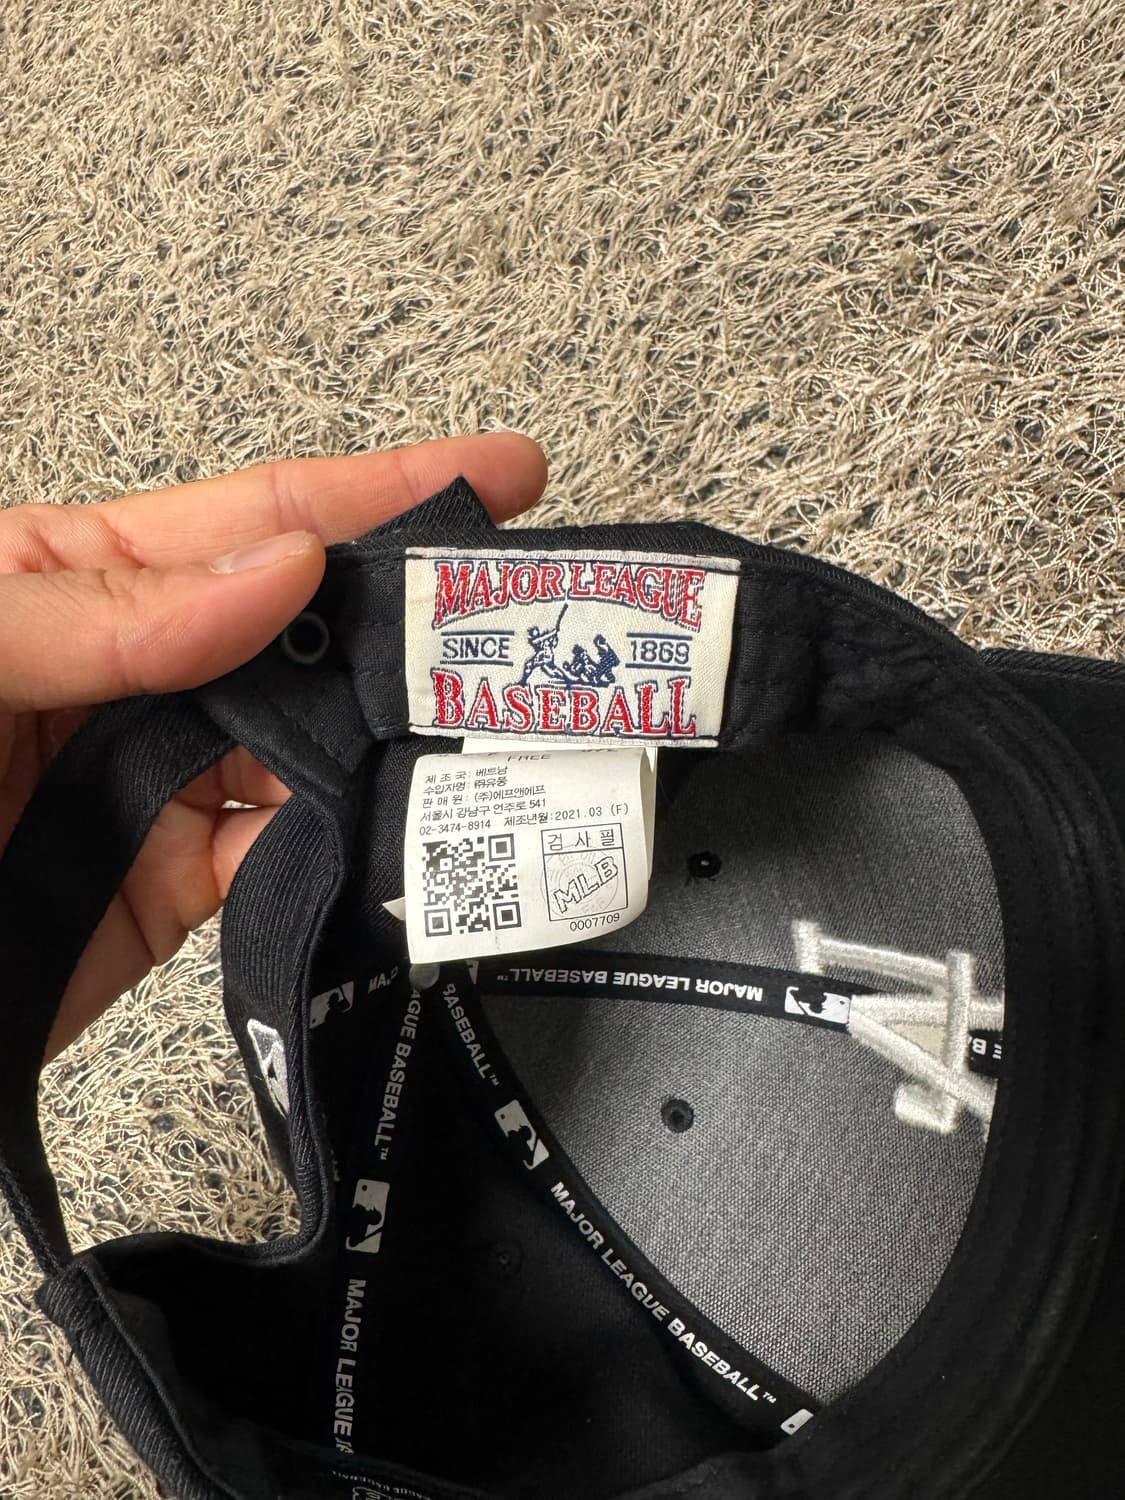 MAJOR LEAGUE
SINCE 1869
BASEBALL
FREE
제 조 국: 베트남
수입자명: ㈜유풍
판 매 원: (주)에프앤에프
서울시 강남구 언주로 541
02-3474-8914 제조년월:2021.03 (F)
검 사 필
MLB
0007709
MAJOR LEAGUE BASEBALL
BASEBALL™
AGUE BASEBALL™
MAJOR LEAGUE BASEBALL™
MAJOR LEAGUE